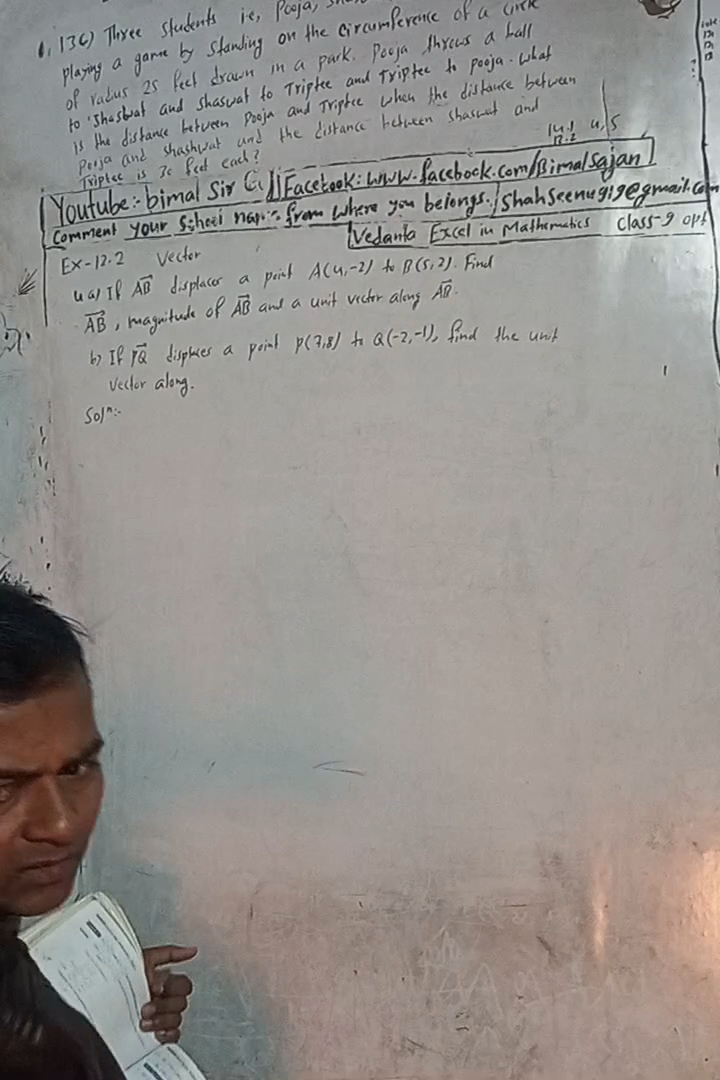 13c) Three students ie, Pooja,
playing a game by standing on the circumference of a circle
of radius 25 feet drawn in a park. Pooja throws a ball
to Shashwat and shaswat to Triptee and Triptee to pooja. what
is the distance between Pooja and Triptee when the distance between
Pooja and shashwat and the distance between shaswat and
Triptee is 30 feet each?
Youtube:- bimal Sir Facebook: www.facebook.com/Bimalsajan
Comment your School from where you belongs. shahseenu919@gmail.com
Vedanta Excel in Mathematics Class-9 opt
Ex-12.2 Vector
4 a) If AB displaces a point A(4,-2) to B(5,2). Find
AB, magnitude of AB and a unit vector along AB.
b) If PQ displaces a point P(7,8) to Q(-2,-1), find the unit
vector along.
Solⁿ:-